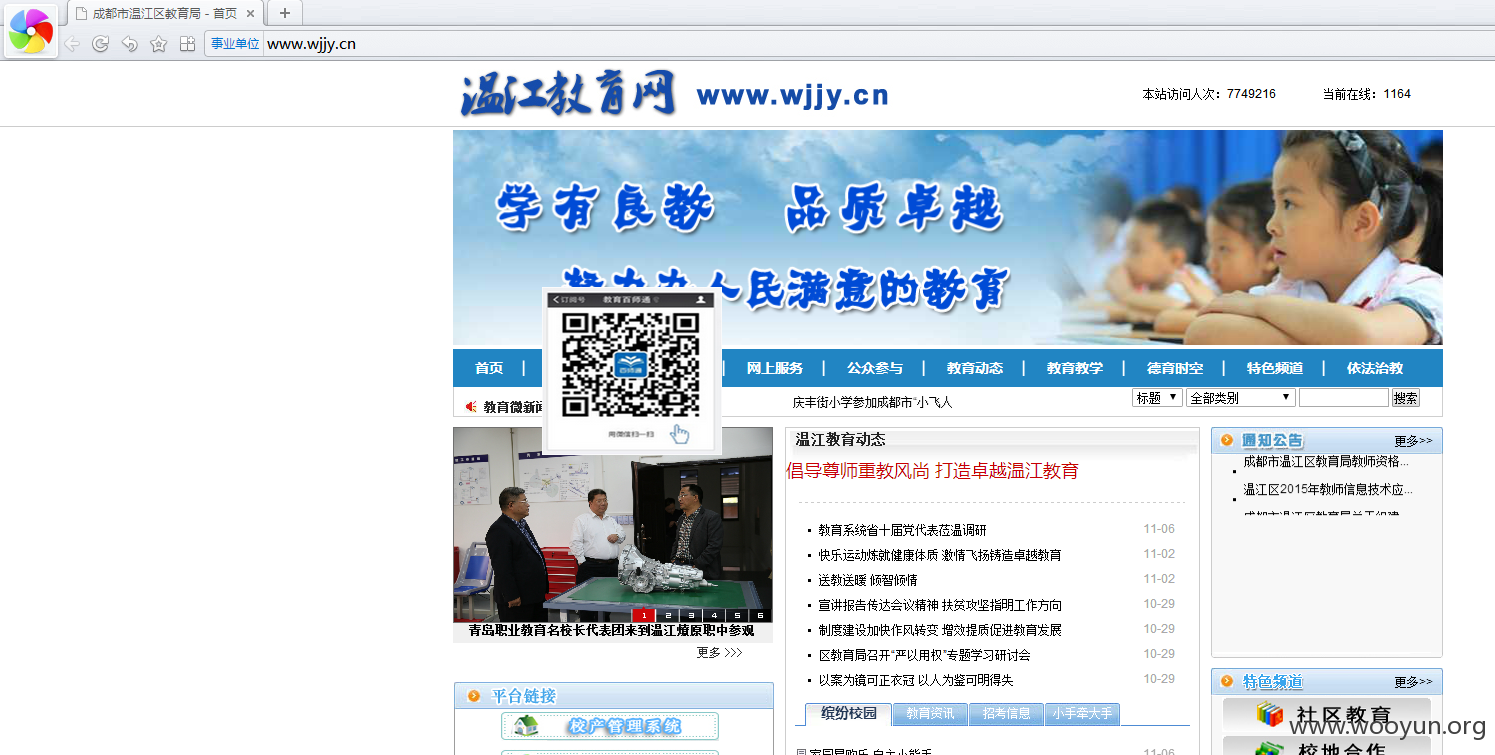 成都市温江区教育局 - 首页
事业单位 www.wjjy.cn
温江教育网 www.wjjy.cn
本站访问人次：7749216 当前在线：1164
学有良教 品质卓越
人民满意的教育
订阅号 教育百师通
百师通
用微信扫一扫
首页 | | 网上服务 | 公众参与 | 教育动态 | 教育教学 | 德育时空 | 特色频道 | 依法治教
教育微新闻
庆丰街小学参加成都市“小飞人
标题 全部类别 搜索
1 2 3 4 5 6
青岛职业教育名校长代表团来到温江燎原职中参观
更多 >>>
平台链接
校产管理系统
温江教育动态
倡导尊师重教风尚 打造卓越温江教育
教育系统省十届党代表莅温调研 11-06
快乐运动炼就健康体质 激情飞扬铸造卓越教育 11-02
送教送暖 倾智倾情 11-02
宣讲报告传达会议精神 扶贫攻坚指明工作方向 10-29
制度建设加快作风转变 增效提质促进教育发展 10-29
区教育局召开“严以用权”专题学习研讨会 10-29
以案为镜可正衣冠 以人为鉴可明得失 10-29
缤纷校园 教育资讯 招考信息 小手牵大手
11-06
通知公告 更多>>
成都市温江区教育局教师资格...
温江区2015年教师信息技术应...
特色频道 更多>>
社区教育
校地合作
www.wooyun.org